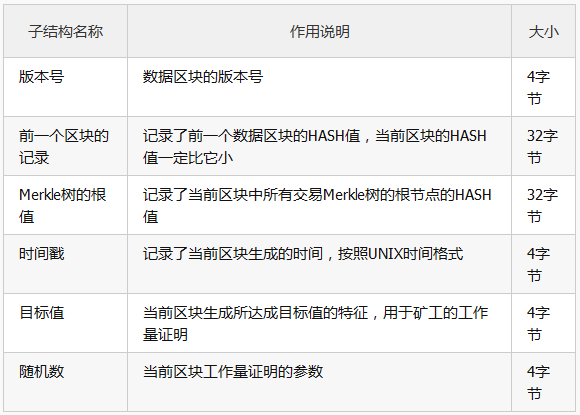 子结构名称 作用说明 大小
版本号 数据区块的版本号 4字
节
前一个区块的 记录了前一个数据区块的HASH值，当前区块的HASH 32字
记录 值一定比它小 节
Merkle树的根 记录了当前区块中所有交易Merkle树的根节点的HASH 32字
值 值 节
时间戳 记录了当前区块生成的时间，按照UNIX时间格式 4字
节
目标值 当前区块生成所达成目标值的特征，用于矿工的工作 4字
量证明 节
随机数 当前区块工作量证明的参数 4字
节